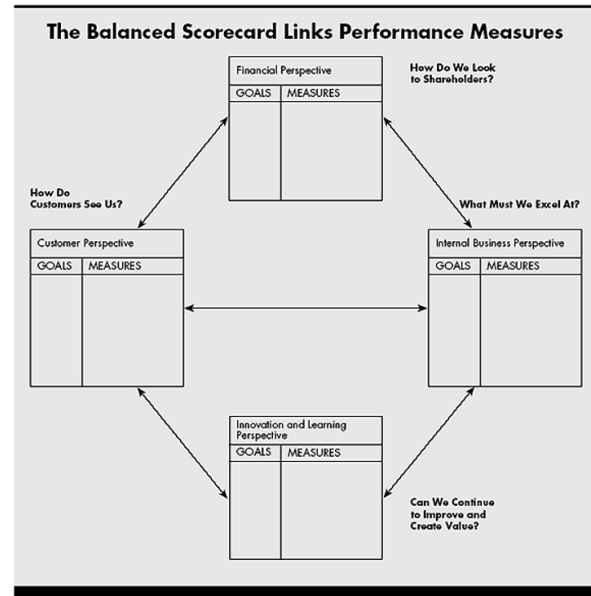 The Balanced Scorecard Links Performance Measures
Financial Perspective
GOALS MEASURES
How Do We Look
to Shareholders?
How Do
Customers See Us?
What Must We Excel At?
Customer Perspective
GOALS MEASURES
Internal Business Perspective
GOALS MEASURES
Innovation and Learning
Perspective
GOALS MEASURES
Can We Continue
to Improve and
Create Value?